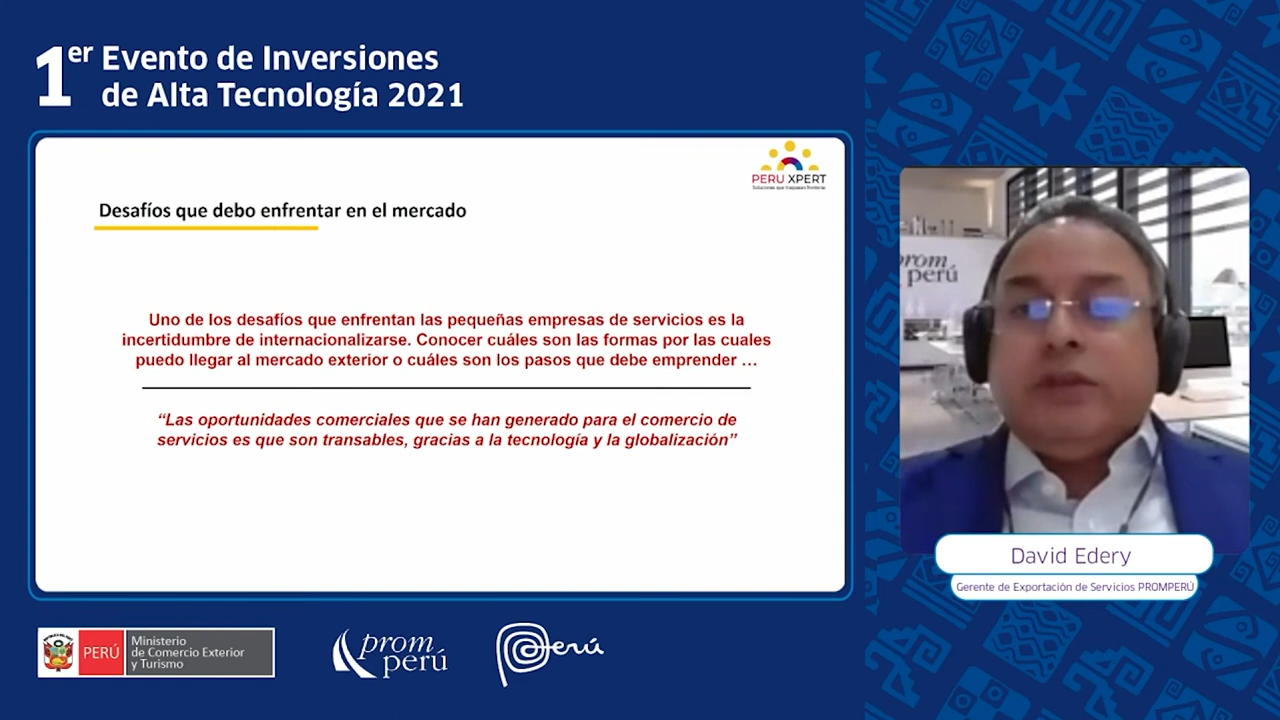 1er Evento de Inversiones
de Alta Tecnología 2021
PERU XPERT
Soluciones que traspasan fronteras
Desafíos que debo enfrentar en el mercado
Uno de los desafíos que enfrentan las pequeñas empresas de servicios es la
incertidumbre de internacionalizarse. Conocer cuáles son las formas por las cuales
puedo llegar al mercado exterior o cuáles son los pasos que debe emprender ...
“Las oportunidades comerciales que se han generado para el comercio de
servicios es que son transables, gracias a la tecnología y la globalización”
prom
perú
David Edery
Gerente de Exportación de Servicios PROMPERÚ
PERÚ
Ministerio
de Comercio Exterior
y Turismo
prom
perú
Perú